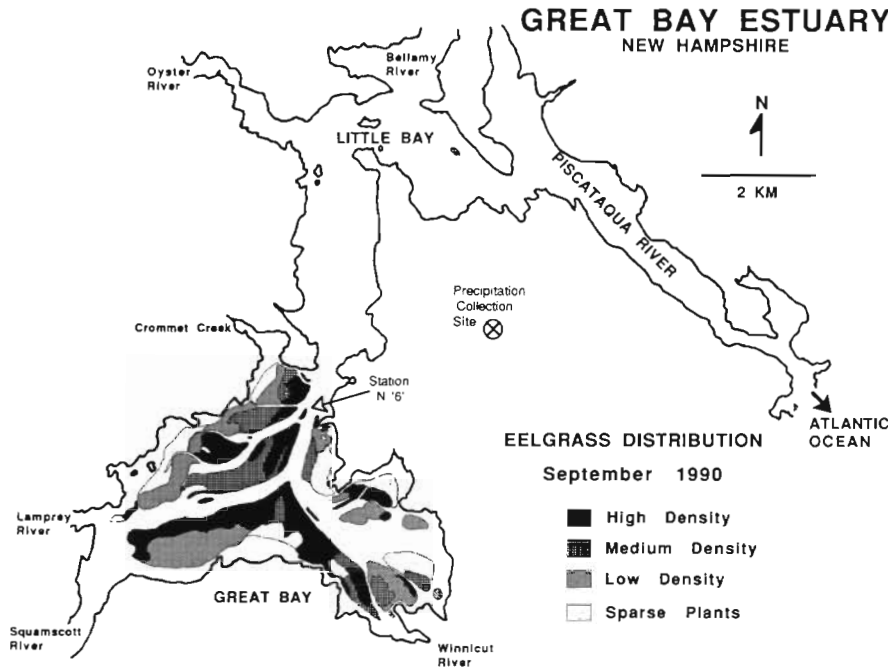 GREAT BAY ESTUARY
NEW HAMPSHIRE
Oyster
River
Bellamy
River
LITTLE BAY
N
2 KM
PISCATAQUA RIVER
Precipitation
Collection
Site
Crommet Creek
Station
N '6'
ATLANTIC
OCEAN
EELGRASS DISTRIBUTION
September 1990
High Density
Medium Density
Low Density
Sparse Plants
Lamprey
River
GREAT BAY
Squamscott
River
Winnicut
River